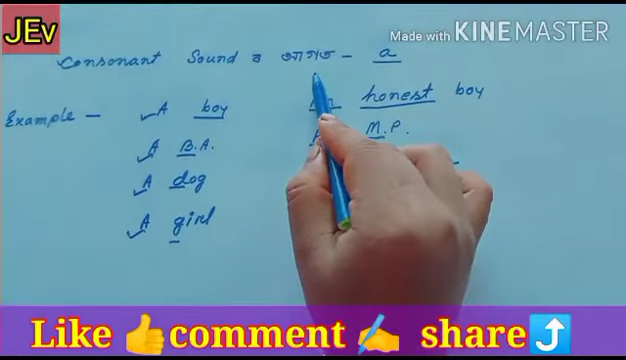 JEv
Made with KINEMASTER
Consonant Sound ৰ আগত - a
Example - A boy
honest boy
A B.A.
M.P.
A dog
A girl
Like 👍 comment ✍️ share ⤴️